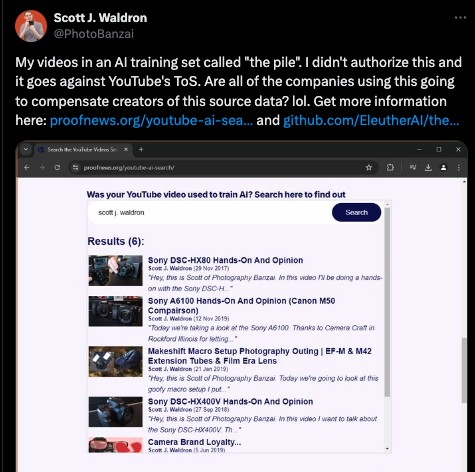 Scott J. Waldron
@PhotoBanzai
My videos in an AI training set called "the pile". I didn't authorize this and
it goes against YouTube's ToS. Are all of the companies using this going
to compensate creators of this source data? lol. Get more information
here: proofnews.org/youtube-ai-sea... and github.com/EleutherAI/the...
Search the YouTube Videos Se
proofnews.org/youtube-ai-search/
Was your YouTube video used to train AI? Search here to find out
scott j. waldron
Search
Results (6):
Sony DSC-HX80 Hands-On And Opinion
Scott J. Waldron (29 Nov 2017)
"Hey, this is Scott of Photography Banzai. In this video I'll be doing a hands-
on with the Sony DSC-H..."
Sony A6100 Hands-On And Opinion (Canon M50
Compairson)
Scott J. Waldron (12 Nov 2019)
"Today we're taking a look at the Sony A6100. Thanks to Camera Craft in
Rockford Illinois for letting..."
Makeshift Macro Setup Photography Outing | EF-M & M42
Extension Tubes & Film Era Lens
Scott J. Waldron (21 Jan 2019)
"Hey, this is Scott of Photography Banzai. Today we're going to look at this
goofy macro setup I put..."
Sony DSC-HX400V Hands-On And Opinion
Scott J. Waldron (27 Sep 2018)
"Hey, this is Scott of Photography Banzai. In this video I want to talk about
the Sony DSC-HX400V. Th..."
Camera Brand Loyalty...
Scott J. Waldron (5 Jun 2019)